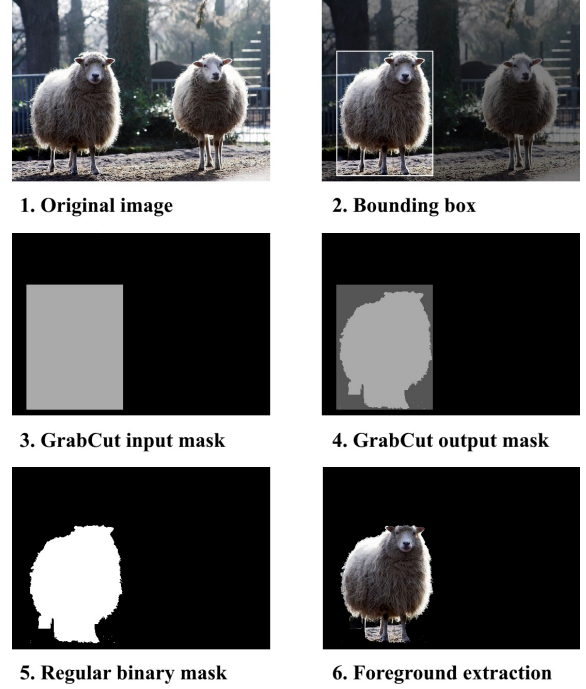 1. Original image
2. Bounding box
3. GrabCut input mask
4. GrabCut output mask
5. Regular binary mask
6. Foreground extraction